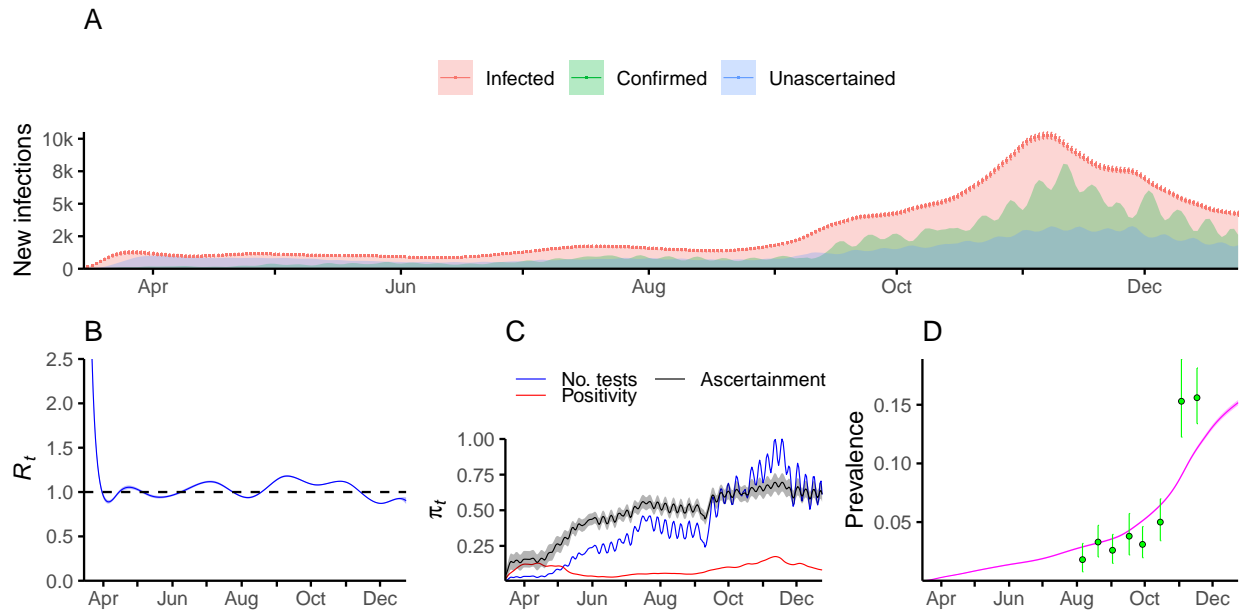 A
Infected Confirmed Unascertained
New infections
10k
8k
5k
2k
0
Apr Jun Aug Oct Dec
B
R_t
2.5
2.0
1.5
1.0
0.5
0.0
Apr Jun Aug Oct Dec
C
No. tests Ascertainment
Positivity
π_t
1.00
0.75
0.50
0.25
Apr Jun Aug Oct Dec
D
Prevalence
0.15
0.10
0.05
Apr Jun Aug Oct Dec